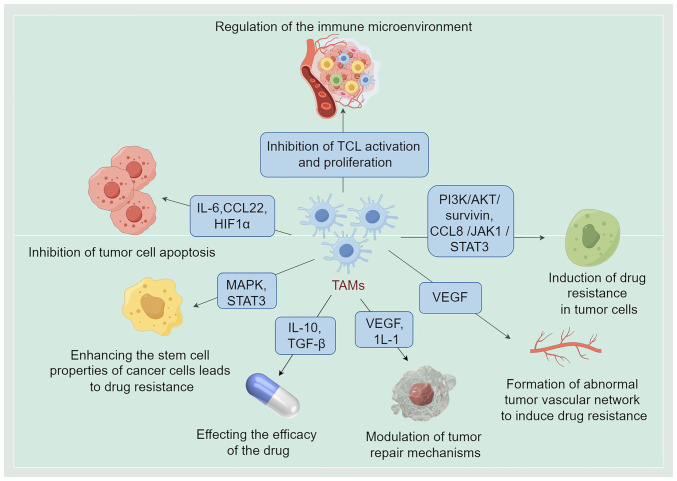 Regulation of the immune microenvironment
Inhibition of TCL activation
and proliferation
IL-6,CCL22,
HIF1α
Inhibition of tumor cell apoptosis
PI3K/AKT/
survivin,
CCL8 /JAK1 /
STAT3
Induction of drug
resistance
in tumor cells
TAMs
MAPK,
STAT3
Enhancing the stem cell
properties of cancer cells leads
to drug resistance
VEGF
Formation of abnormal
tumor vascular network
to induce drug resistance
IL-10,
TGF-β
Effecting the efficacy
of the drug
VEGF,
1L-1
Modulation of tumor
repair mechanisms